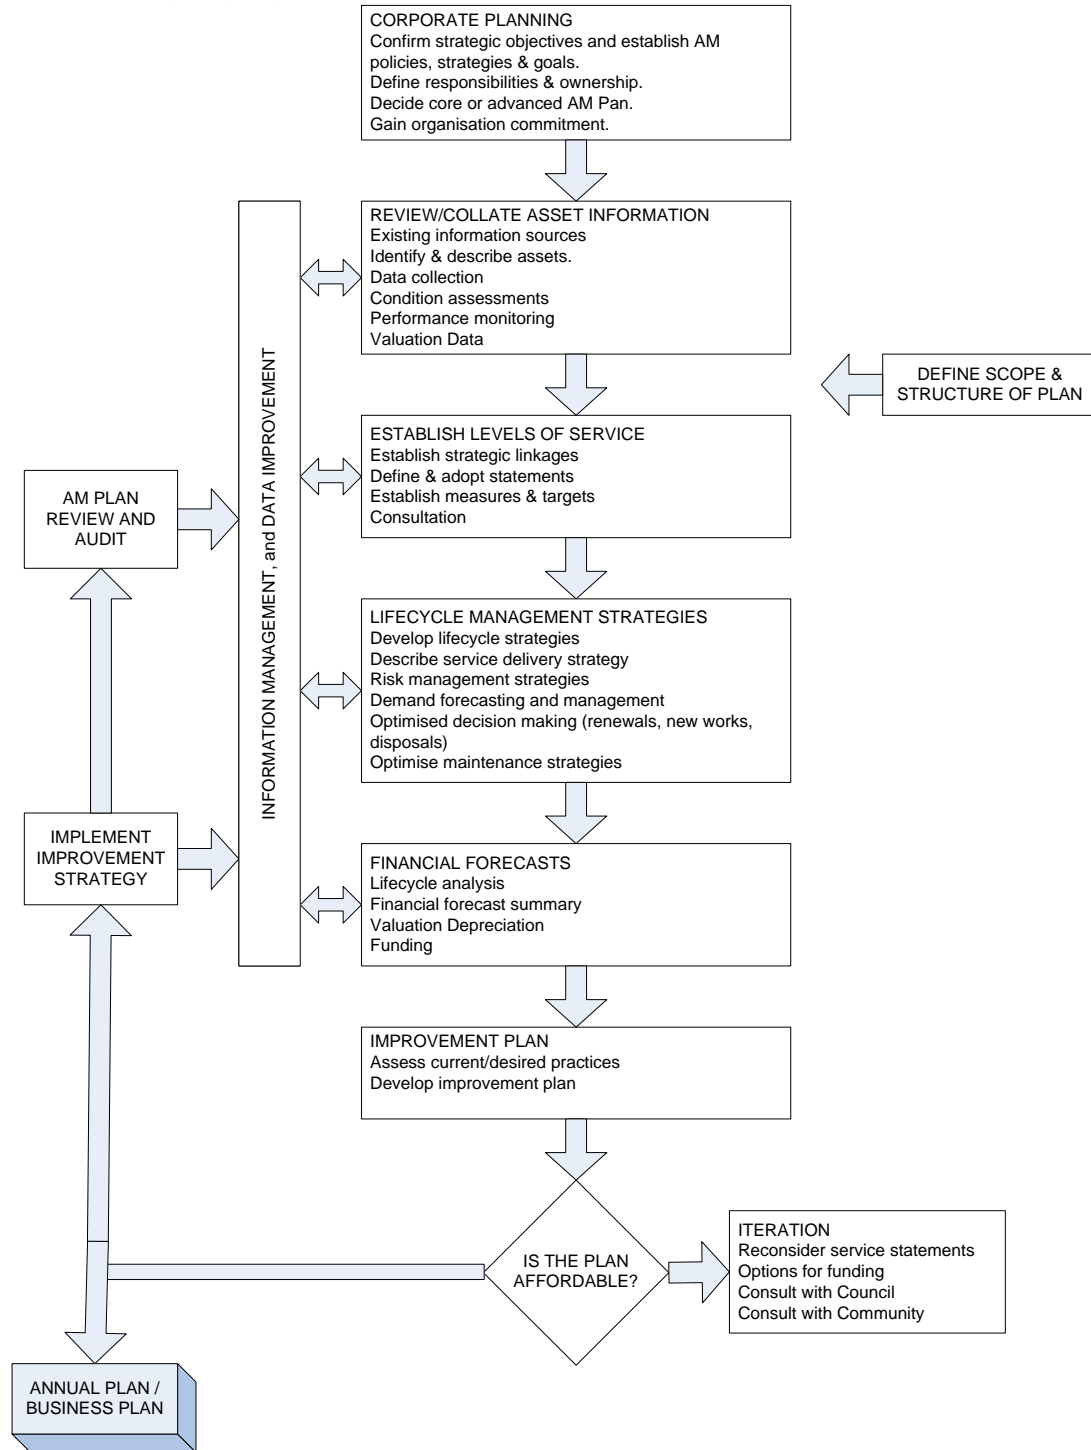 CORPORATE PLANNING
Confirm strategic objectives and establish AM
policies, strategies & goals.
Define responsibilities & ownership.
Decide core or advanced AM Pan.
Gain organisation commitment.
REVIEW/COLLATE ASSET INFORMATION
Existing information sources
Identify & describe assets.
Data collection
Condition assessments
Performance monitoring
Valuation Data
DEFINE SCOPE &
STRUCTURE OF PLAN
INFORMATION MANAGEMENT, and DATA IMPROVEMENT
ESTABLISH LEVELS OF SERVICE
Establish strategic linkages
Define & adopt statements
Establish measures & targets
Consultation
AM PLAN
REVIEW AND
AUDIT
LIFECYCLE MANAGEMENT STRATEGIES
Develop lifecycle strategies
Describe service delivery strategy
Risk management strategies
Demand forecasting and management
Optimised decision making (renewals, new works,
disposals)
Optimise maintenance strategies
IMPLEMENT
IMPROVEMENT
STRATEGY
FINANCIAL FORECASTS
Lifecycle analysis
Financial forecast summary
Valuation Depreciation
Funding
IMPROVEMENT PLAN
Assess current/desired practices
Develop improvement plan
IS THE PLAN
AFFORDABLE?
ITERATION
Reconsider service statements
Options for funding
Consult with Council
Consult with Community
ANNUAL PLAN /
BUSINESS PLAN